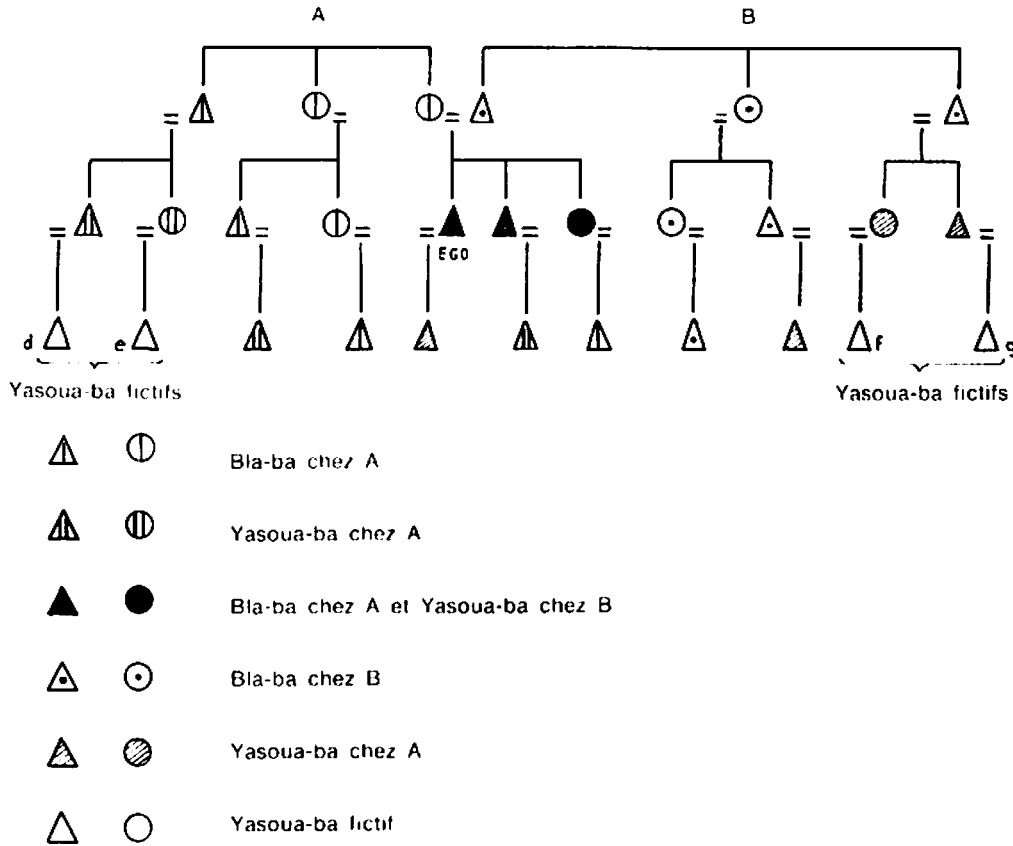 A B
EGO
d e f g
Yasoua-ba fictifs Yasoua-ba fictifs
Bla-ba chez A
Yasoua-ba chez A
Bla-ba chez A et Yasoua-ba chez B
Bla-ba chez B
Yasoua-ba chez A
Yasoua-ba fictif